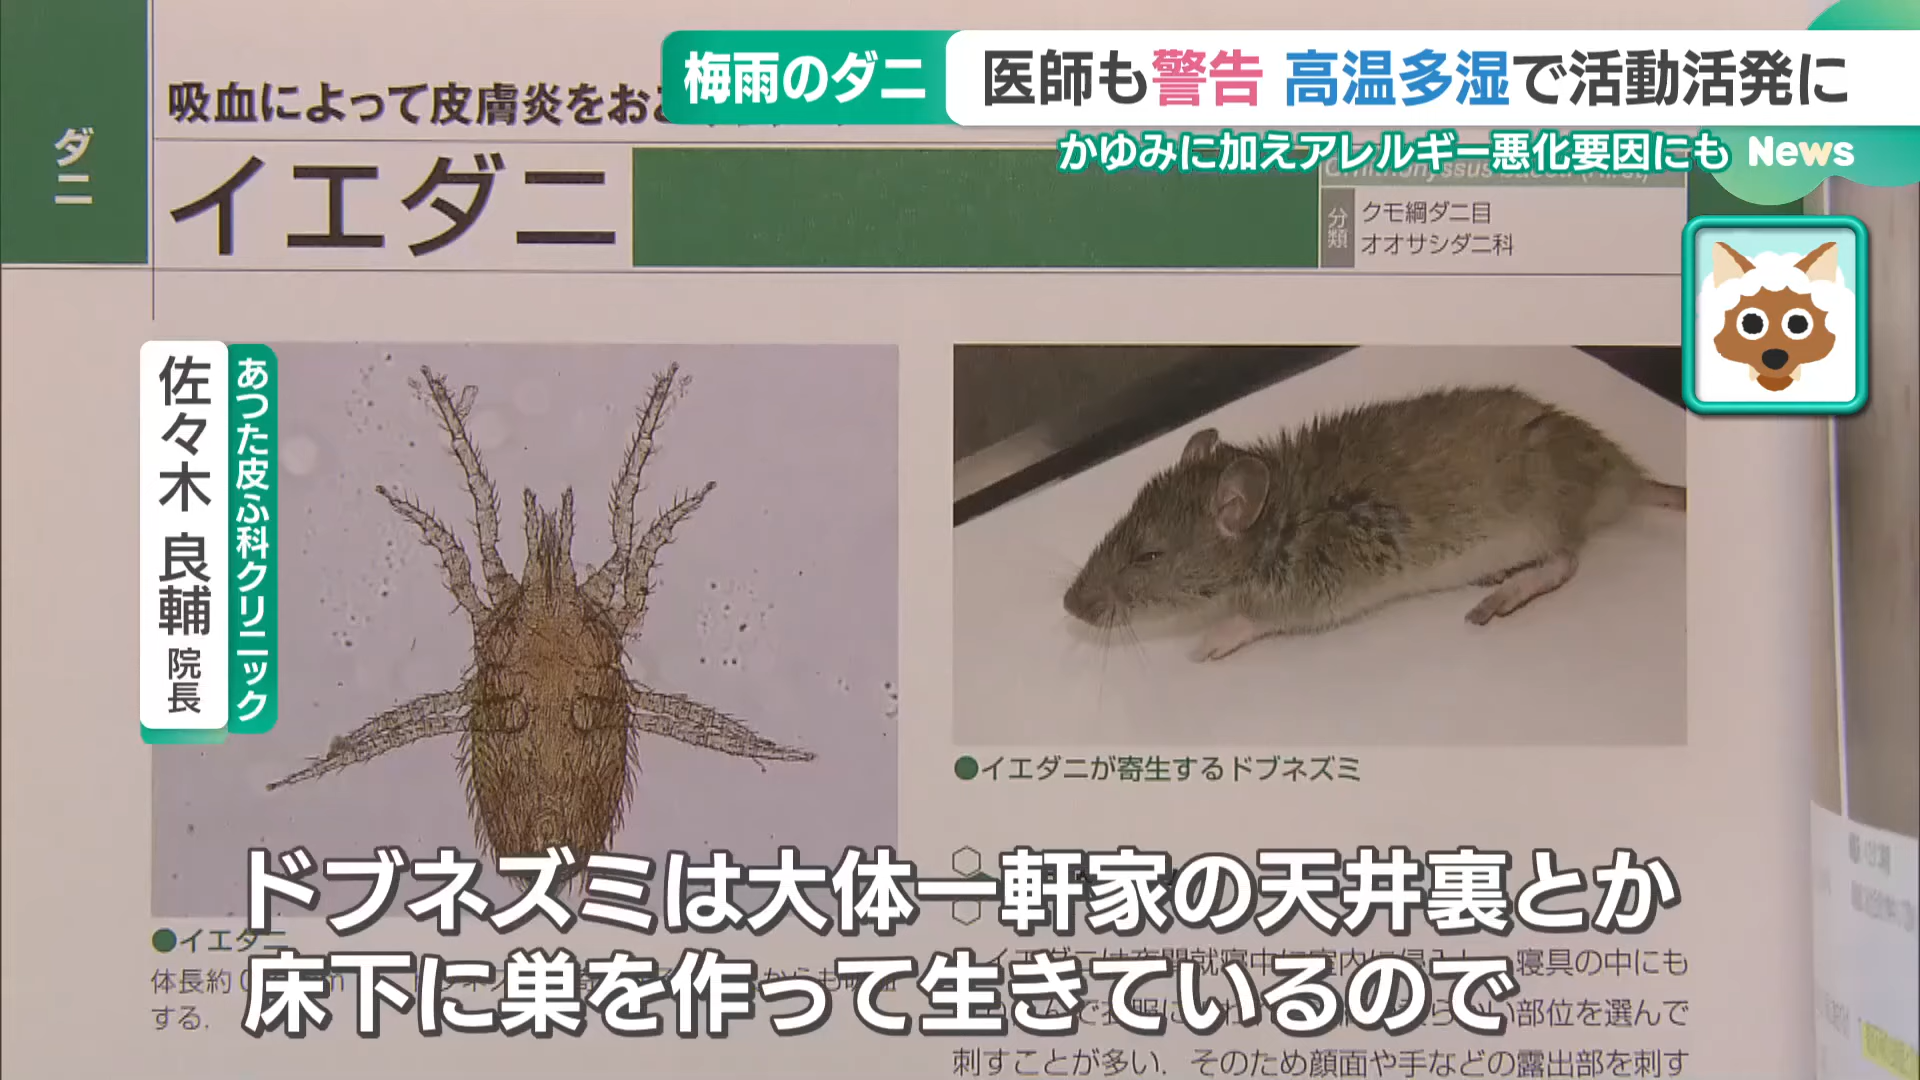 梅雨のダニ
医師も警告 高温多湿で活動活発に
かゆみに加えアレルギー悪化要因にも
News
ダニ
吸血によって皮膚炎をおこ
イエダニ
分類
クモ綱ダニ目
オオサシダニ科
あつた皮ふ科クリニック
佐々木 良輔 院長
●イエダニが寄生するドブネズミ
ドブネズミは大体一軒家の天井裏とか
床下に巣を作って生きているので
●イエダニ
体長約
する.
寝具の中にも
部位を選んで
刺すことが多い. そのため顔面や手などの露出部を刺す